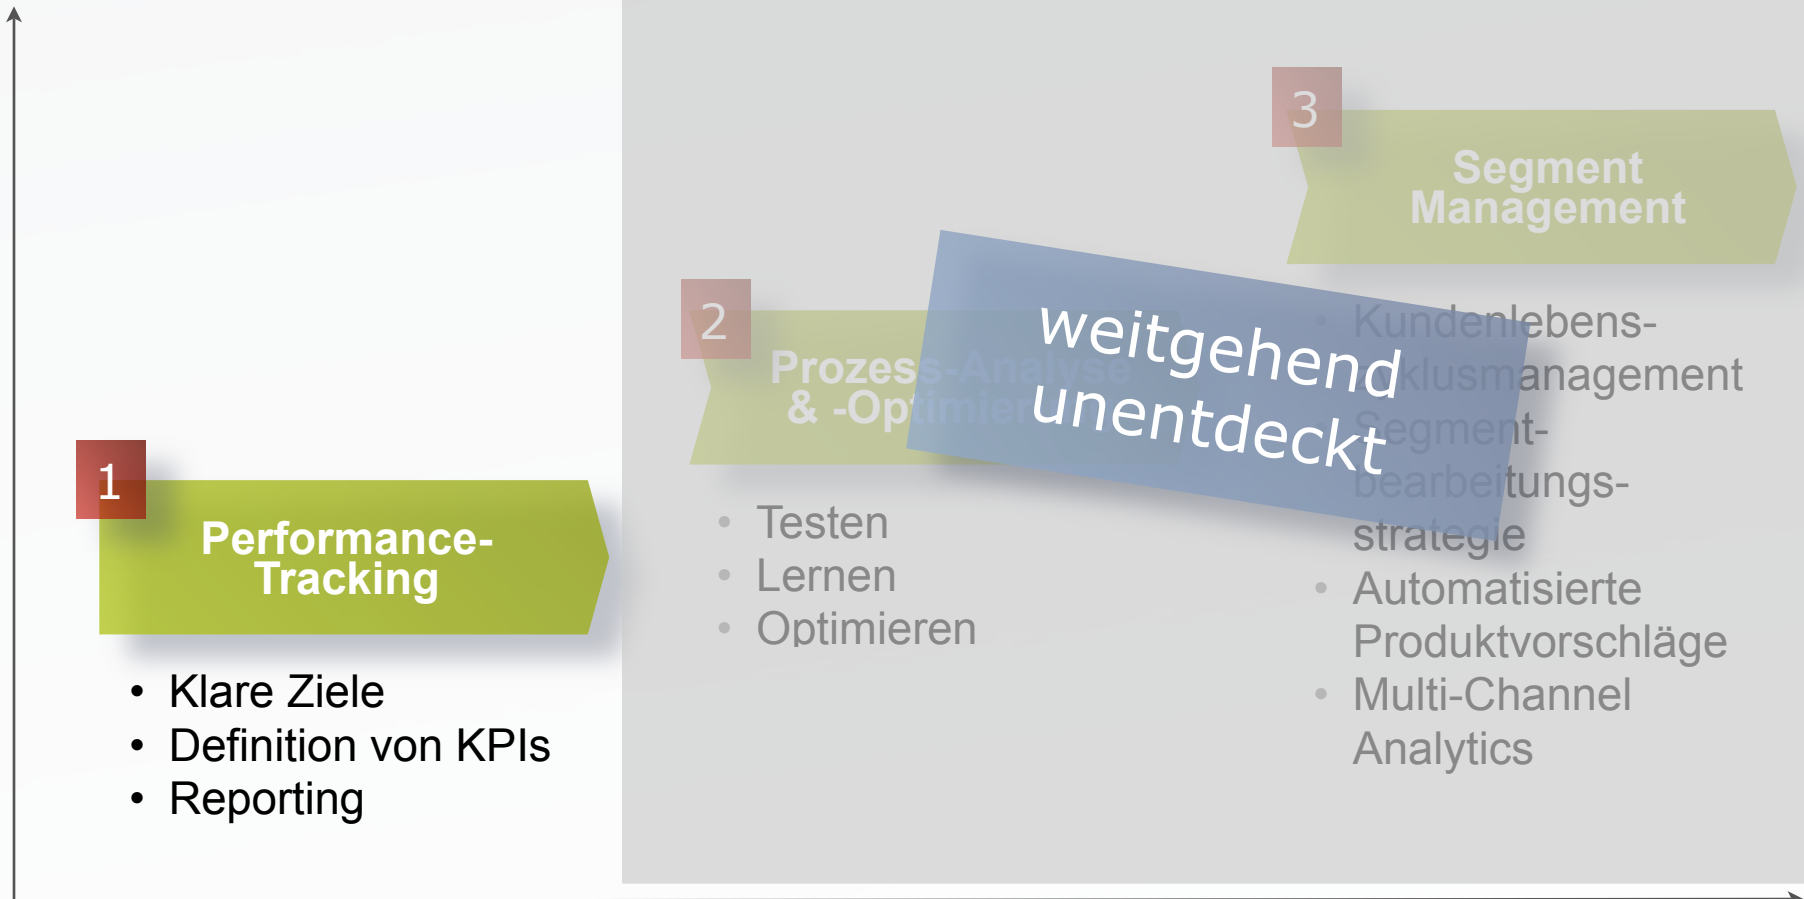 1
Performance-
Tracking
• Klare Ziele
• Definition von KPIs
• Reporting
2
Prozess-Analyse
& -Optimierung
• Testen
• Lernen
• Optimieren
weitgehend
unentdeckt
3
Segment
Management
• Kundenlebens-
zyklusmanagement
Segment-
bearbeitungs-
strategie
• Automatisierte
Produktvorschläge
• Multi-Channel
Analytics